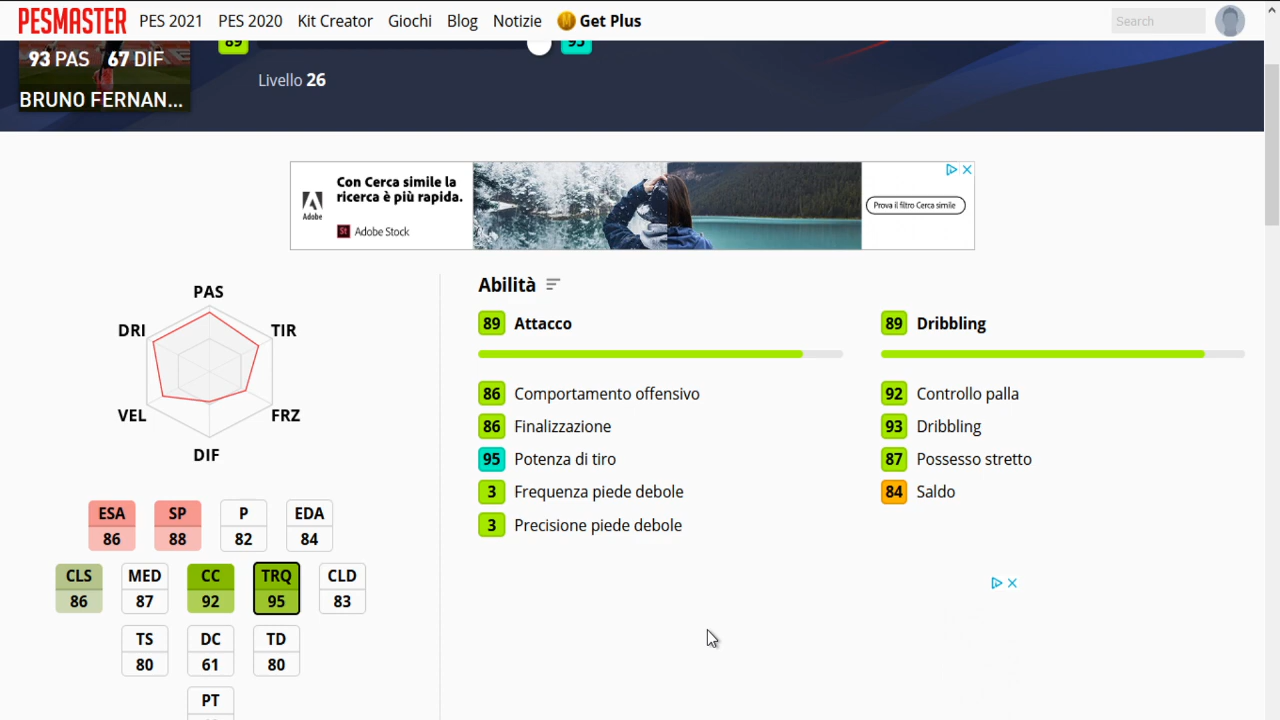 PESMASTER PES 2021 PES 2020 Kit Creator Giochi Blog Notizie Get Plus Search
89 95
93 PAS 67 DIF
Livello 26
BRUNO FERNAN...
Con Cerca simile la
ricerca è più rapida.
Adobe
St Adobe Stock
Prova il filtro Cerca simile
PAS
DRI TIR
VEL FRZ
DIF
ESA SP P EDA
86 88 82 84
CLS MED CC TRQ CLD
86 87 92 95 83
TS DC TD
80 61 80
PT
Abilità
89 Attacco
86 Comportamento offensivo
86 Finalizzazione
95 Potenza di tiro
3 Frequenza piede debole
3 Precisione piede debole
89 Dribbling
92 Controllo palla
93 Dribbling
87 Possesso stretto
84 Saldo